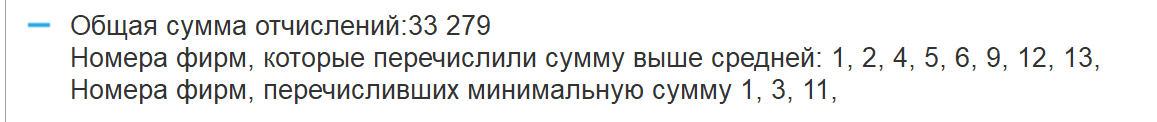 Общая сумма отчислений:33 279
Номера фирм, которые перечислили сумму выше средней: 1, 2, 4, 5, 6, 9, 12, 13,
Номера фирм, перечисливших минимальную сумму 1, 3, 11,